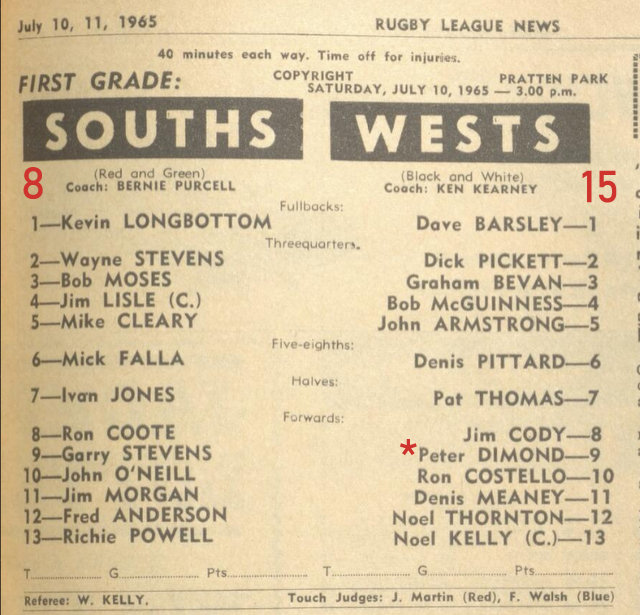 July 10, 11, 1965 RUGBY LEAGUE NEWS
40 minutes each way. Time off for injuries.
FIRST GRADE: COPYRIGHT PRATTEN PARK
SATURDAY, JULY 10, 1965 — 3.00 p.m.
SOUTHS WESTS
8 (Red and Green) (Black and White) 15
Coach: BERNIE PURCELL Coach: KEN KEARNEY
Fullbacks:
1—Kevin LONGBOTTOM Dave BARSLEY—1
Threequarters.
2—Wayne STEVENS Dick PICKETT—2
3—Bob MOSES Graham BEVAN—3
4—Jim LISLE (C.) Bob McGUINNESS—4
5—Mike CLEARY John ARMSTRONG—5
Five-eighths:
6—Mick FALLA Denis PITTARD—6
Halves:
7—Ivan JONES Pat THOMAS—7
Forwards:
8—Ron COOTE Jim CODY—8
9—Garry STEVENS *Peter DIMOND—9
10—John O'NEILL Ron COSTELLO—10
11—Jim MORGAN Denis MEANEY—11
12—Fred ANDERSON Noel THORNTON—12
13—Richie POWELL Noel KELLY (C.)—13
T.................. G.................. Pts.................. T.................. G.................. Pts..................
Referee: W. KELLY. Touch Judges: J. Martin (Red), F. Walsh (Blue)